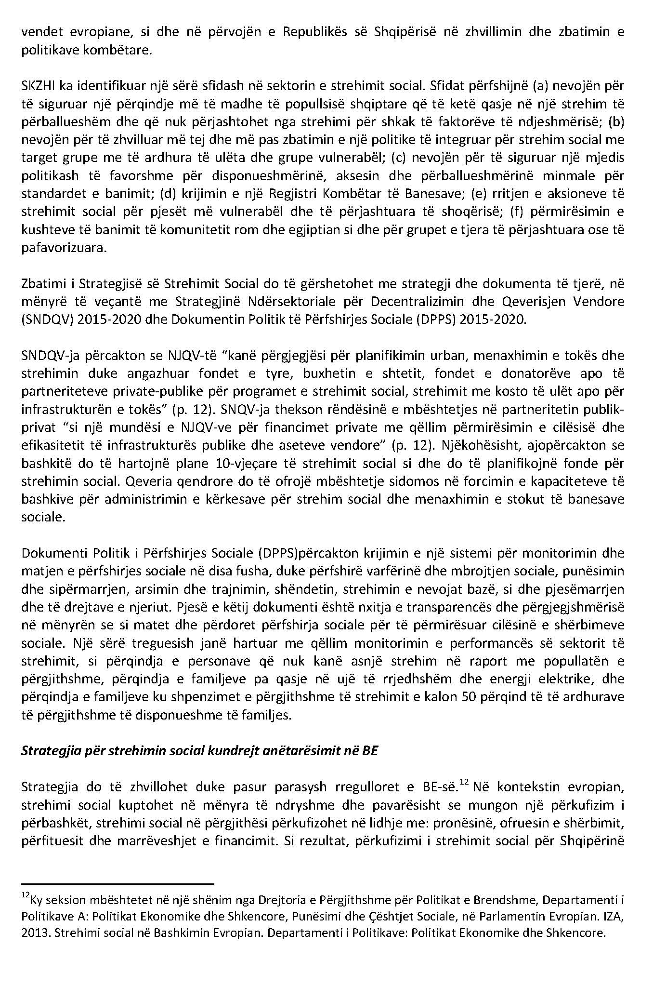 vendet evropiane, si dhe në përvojën e Republikës së Shqipërisë në zhvillimin dhe zbatimin e
politikave kombëtare.
SKZHI ka identifikuar një sërë sfidash në sektorin e strehimit social. Sfidat përfshijnë (a) nevojën për
të siguruar një përqindje më të madhe të popullsisë shqiptare që të ketë qasje në një strehim të
përballueshëm dhe që nuk përjashtohet nga strehimi për shkak të faktorëve të ndjeshmërisë; (b)
nevojën për të zhvilluar më tej dhe më pas zbatimin e një politike të integruar për strehim social me
target grupe me të ardhura të ulëta dhe grupe vulnerabël; (c) nevojën për të siguruar një mjedis
politikash të favorshme për disponueshmërinë, aksesin dhe përballueshmërinë minmale për
standardet e banimit; (d) krijimin e një Regjistri Kombëtar të Banesave; (e) rritjen e aksioneve të
strehimit social për pjesët më vulnerabël dhe të përjashtuara të shoqërisë; (f) përmirësimin e
kushteve të banimit të komunitetit rom dhe egjiptian si dhe për grupet e tjera të përjashtuara ose të
pafavorizuara.
Zbatimi i Strategjisë së Strehimit Social do të gërshetohet me strategji dhe dokumenta të tjerë, në
mënyrë të veçantë me Strategjinë Ndërsektoriale për Decentralizimin dhe Qeverisjen Vendore
(SNDQV) 2015-2020 dhe Dokumentin Politik të Përfshirjes Sociale (DPPS) 2015-2020.
SNDQV-ja përcakton se NJQV-të “kanë përgjegjësi për planifikimin urban, menaxhimin e tokës dhe
strehimin duke angazhuar fondet e tyre, buxhetin e shtetit, fondet e donatorëve apo të
partneriteteve private-publike për programet e strehimit social, strehimit me kosto të ulët apo për
infrastrukturën e tokës” (p. 12). SNQV-ja thekson rëndësinë e mbështetjes në partneritetin publik-
privat “si një mundësi e NJQV-ve për financimet private me qëllim përmirësimin e cilësisë dhe
efikasitetit të infrastrukturës publike dhe aseteve vendore” (p. 12). Njëkohësisht, ajopërcakton se
bashkitë do të hartojnë plane 10-vjeçare të strehimit social si dhe do të planifikojnë fonde për
strehimin social. Qeveria qendrore do të ofrojë mbështetje sidomos në forcimin e kapaciteteve të
bashkive për administrimin e kërkesave për strehim social dhe menaxhimin e stokut të banesave
sociale.
Dokumenti Politik i Përfshirjes Sociale (DPPS)përcakton krijimin e një sistemi për monitorimin dhe
matjen e përfshirjes sociale në disa fusha, duke përfshirë varfërinë dhe mbrojtjen sociale, punësimin
dhe sipërmarrjen, arsimin dhe trajnimin, shëndetin, strehimin e nevojat bazë, si dhe pjesëmarrjen
dhe të drejtave e njeriut. Pjesë e këtij dokumenti është nxitja e transparencës dhe përgjegjshmërisë
në mënyrën se si matet dhe përdoret përfshirja sociale për të përmirësuar cilësinë e shërbimeve
sociale. Një sërë treguesish janë hartuar me qëllim monitorimin e performancës së sektorit të
strehimit, si përqindja e personave që nuk kanë asnjë strehim në raport me popullatën e
përgjithshme, përqindja e familjeve pa qasje në ujë të rrjedhshëm dhe energji elektrike, dhe
përqindja e familjeve ku shpenzimet e përgjithshme të strehimit e kalon 50 përqind të të ardhurave
të përgjithshme të disponueshme të familjes.
Strategjia për strehimin social kundrejt anëtarësimit në BE
Strategjia do të zhvillohet duke pasur parasysh rregulloret e BE-së.12 Në kontekstin evropian,
strehimi social kuptohet në mënyra të ndryshme dhe pavarësisht se mungon një përkufizim i
përbashkët, strehimi social në përgjithësi përkufizohet në lidhje me: pronësinë, ofruesin e shërbimit,
përfituesit dhe marrëveshjet e financimit. Si rezultat, përkufizimi i strehimit social për Shqipërinë
12Ky seksion mbështetet në një shënim nga Drejtoria e Përgjithshme për Politikat e Brendshme, Departamenti i
Politikave A: Politikat Ekonomike dhe Shkencore, Punësimi dhe Çështjet Sociale, në Parlamentin Evropian. IZA,
2013. Strehimi social në Bashkimin Evropian. Departamenti i Politikave: Politikat Ekonomike dhe Shkencore.